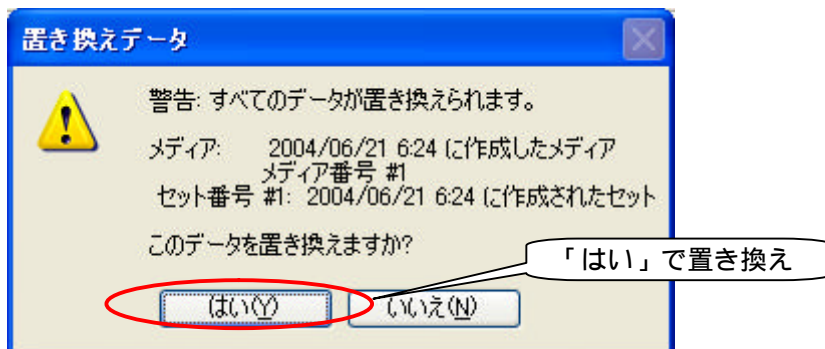 置き換えデータ
警告: すべてのデータが置き換えられます。
メディア: 2004/06/21 6:24 に作成したメディア
メディア番号 #1
セット番号 #1: 2004/06/21 6:24 に作成されたセット
このデータを置き換えますか?
「はい」で置き換え
はい(Y) いいえ(N)